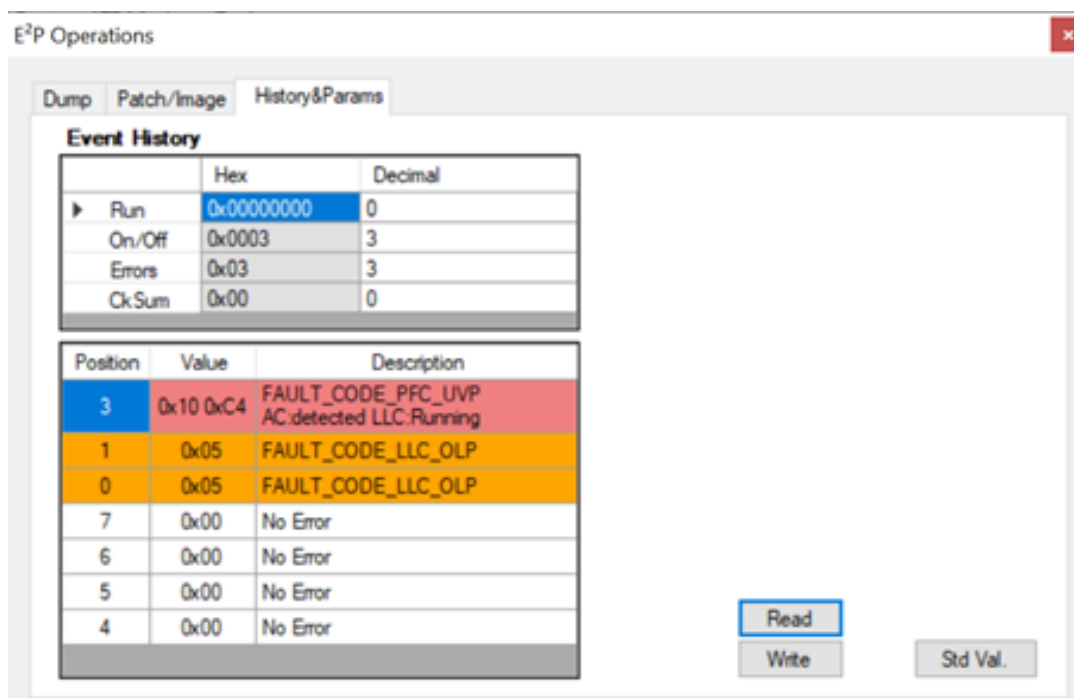 E²P Operations
Dump Patch/Image History&Params
Event History
Hex Decimal
Run 0x00000000 0
On/Off 0x0003 3
Errors 0x03 3
CkSum 0x00 0
Position Value Description
3 0x10 0xC4 FAULT_CODE_PFC_UVP
AC:detected LLC:Running
1 0x05 FAULT_CODE_LLC_OLP
0 0x05 FAULT_CODE_LLC_OLP
7 0x00 No Error
6 0x00 No Error
5 0x00 No Error
4 0x00 No Error
Read
Write Std Val.